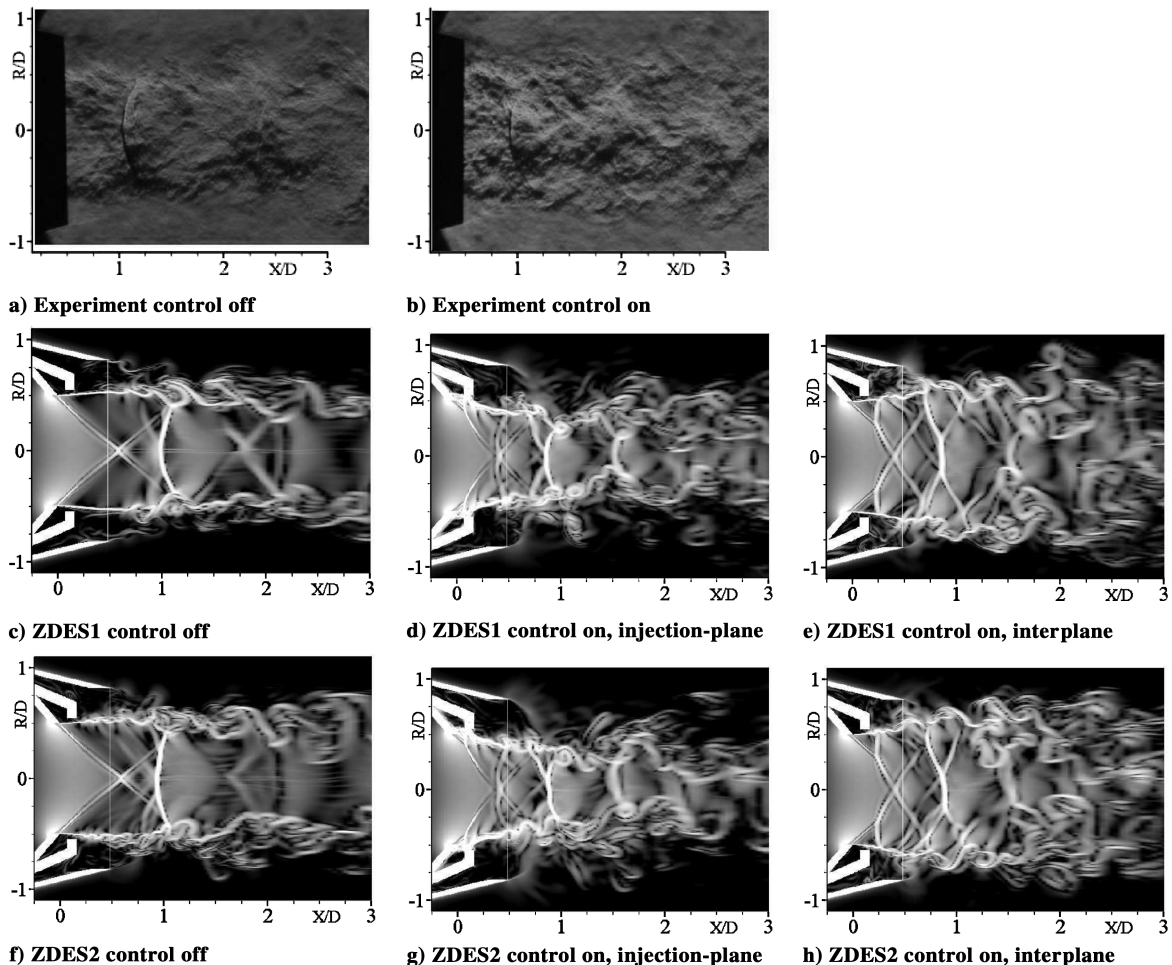 1
R/D
0
-1
1
2
X/D
3
1
R/D
0
-1
1
2
X/D
3
a) Experiment control off
b) Experiment control on
1
R/D
0
-1
0
1
2
X/D
3
1
R/D
0
-1
0
1
2
X/D
3
1
R/D
0
-1
0
1
2
X/D
3
c) ZDES1 control off
d) ZDES1 control on, injection-plane
e) ZDES1 control on, interplane
1
R/D
0
-1
0
1
2
X/D
3
1
R/D
0
-1
0
1
2
X/D
3
1
R/D
0
-1
0
1
2
X/D
3
f) ZDES2 control off
g) ZDES2 control on, injection-plane
h) ZDES2 control on, interplane